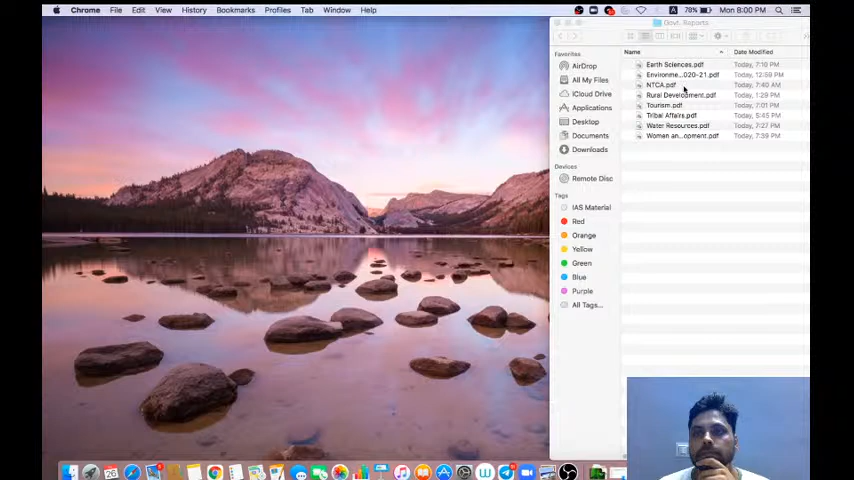 Chrome File Edit View History Bookmarks Profiles Tab Window Help 78% Mon 8:00 PM
Govt. Reports
Favorites
AirDrop
All My Files
iCloud Drive
Applications
Desktop
Documents
Downloads
Devices
Remote Disc
Tags
IAS Material
Red
Orange
Yellow
Green
Blue
Purple
All Tags...
Name Date Modified
Earth Sciences.pdf Today, 7:10 PM
Environme...020-21.pdf Today, 12:59 PM
NTCA.pdf Today, 7:40 AM
Rural Development.pdf Today, 1:29 PM
Tourism.pdf Today, 7:01 PM
Tribal Affairs.pdf Today, 5:45 PM
Water Resources.pdf Today, 7:27 PM
Women an...opment.pdf Today, 7:39 PM